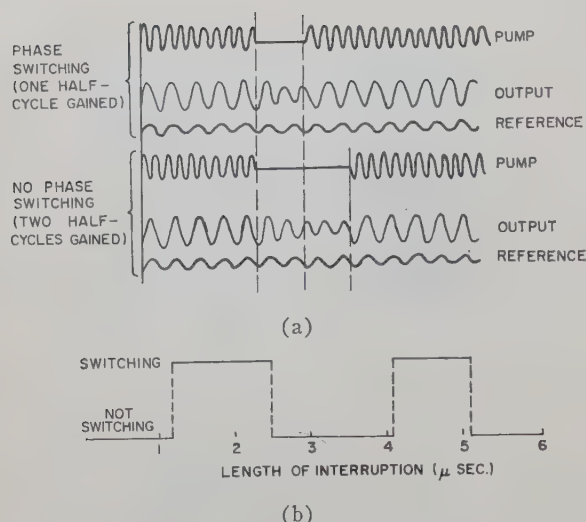 PHASE
SWITCHING
(ONE HALF-
CYCLE GAINED)
PUMP
OUTPUT
REFERENCE
NO PHASE
SWITCHING
(TWO HALF-
CYCLES GAINED)
PUMP
OUTPUT
REFERENCE
(a)
SWITCHING
NOT
SWITCHING
1 2 3 4 5 6
LENGTH OF INTERRUPTION (μ SEC.)
(b)